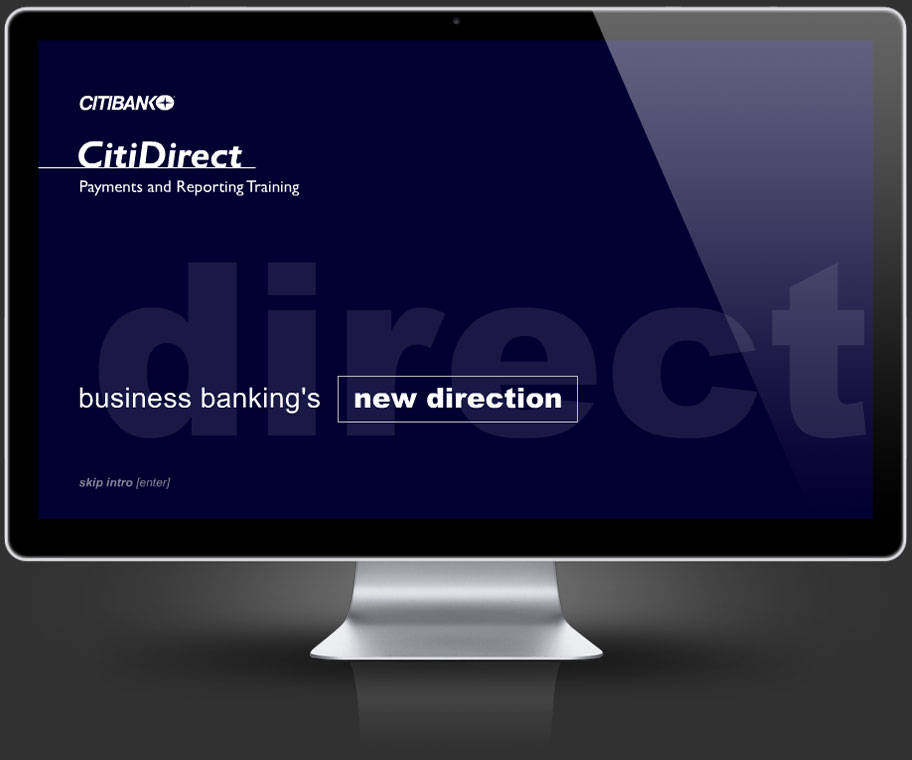 CITIBANK
CitiDirect
Payments and Reporting Training
direct
business banking's new direction
skip intro [enter]